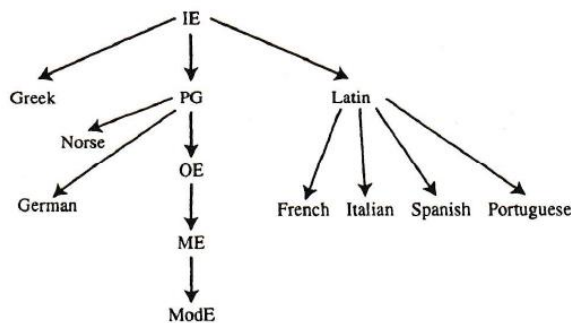 IE
Greek PG Latin
Norse
OE
German French Italian Spanish Portuguese
ME
ModE